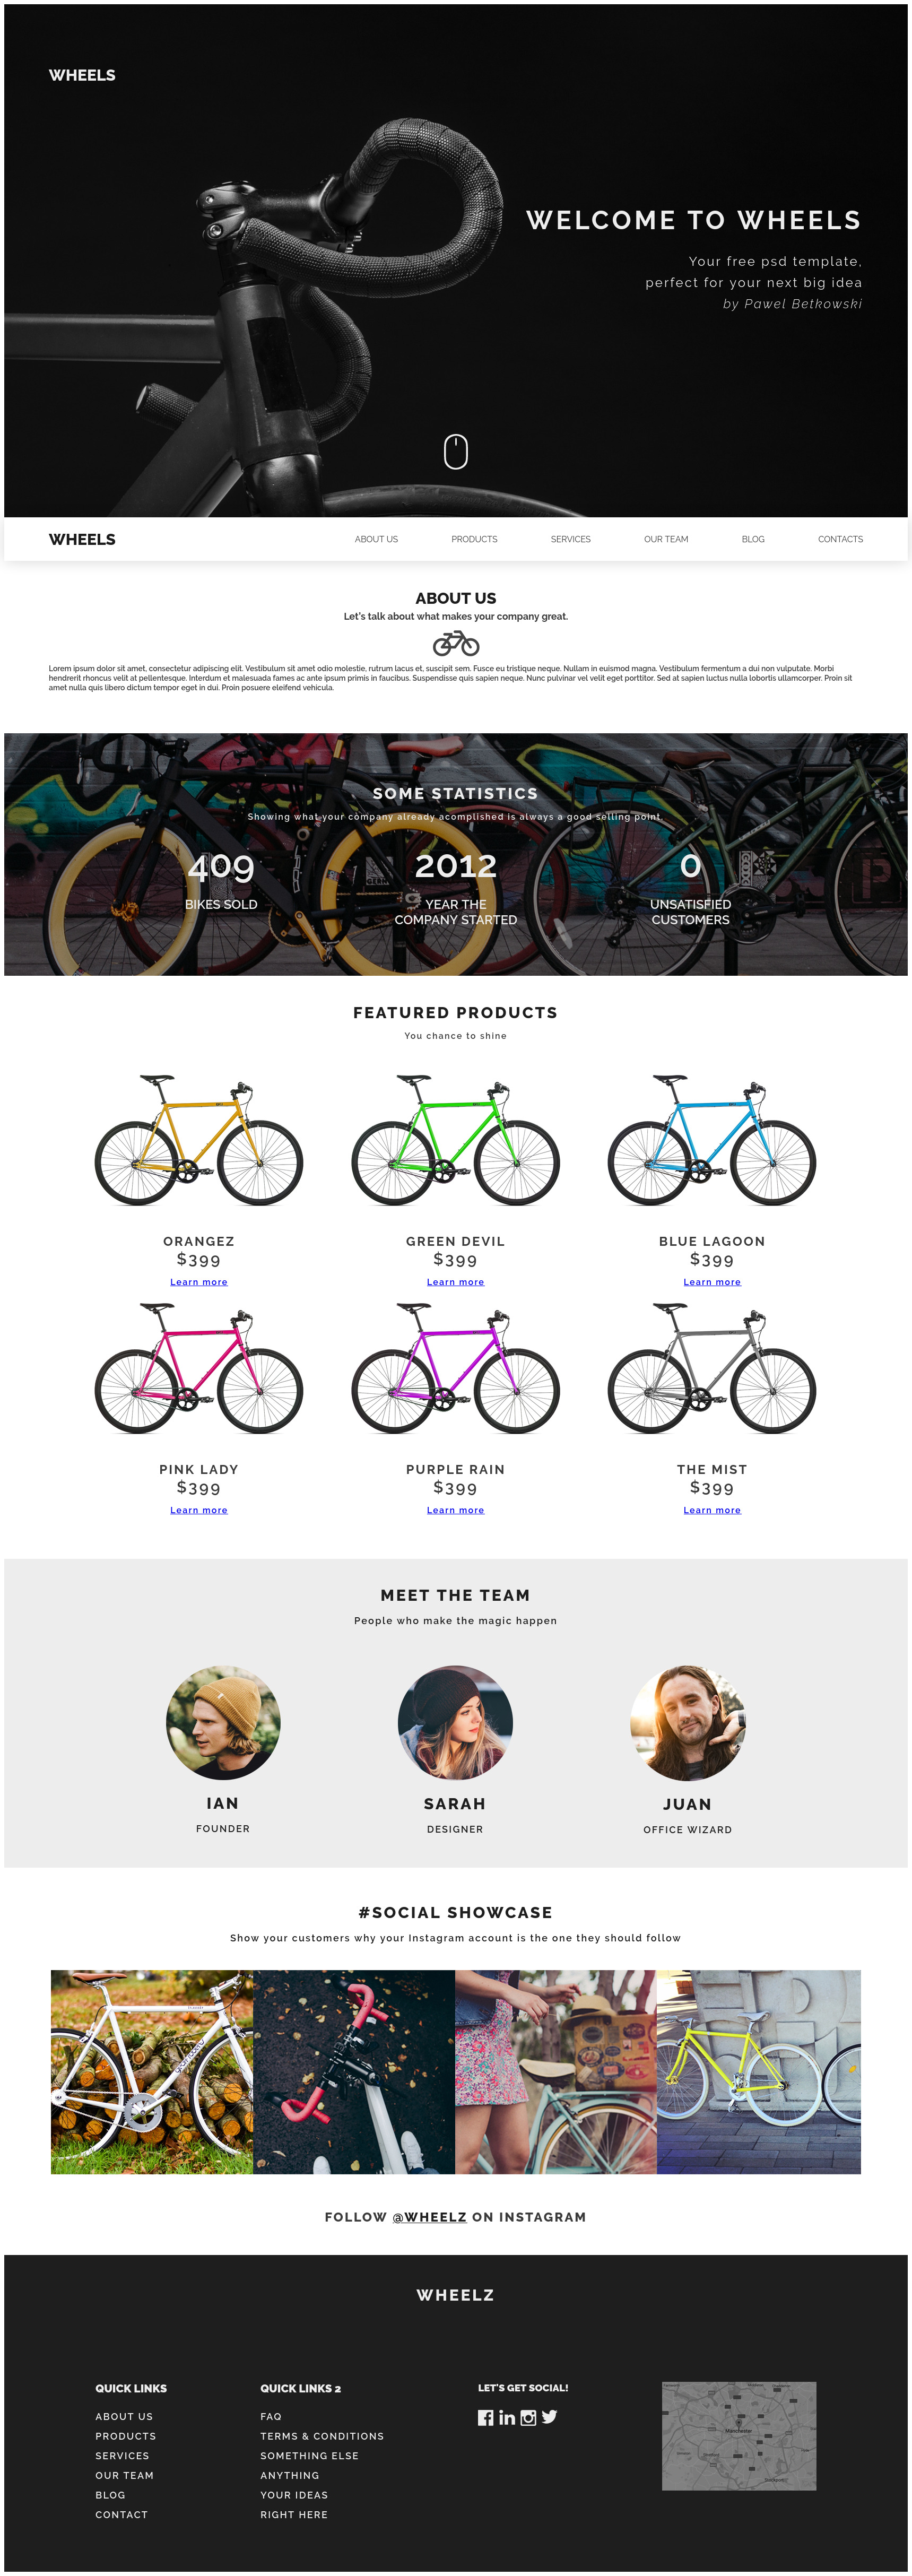 WHEELS
WELCOME TO WHEELS
Your free psd template,
perfect for your next big idea
by Pawel Betkowski
WHEELS
ABOUT US
PRODUCTS
SERVICES
OUR TEAM
BLOG
CONTACTS
ABOUT US
Let's talk about what makes your company great.
Lorem ipsum dolor sit amet, consectetur adipiscing elit. Vestibulum sit amet odio molestie, rutrum lacus et, suscipit sem. Fusce eu tristique neque. Nullam in euismod magna. Vestibulum fermentum a dui non vulputate. Morbi
hendrerit rhoncus velit at pellentesque. Interdum et malesuada fames ac ante ipsum primis in faucibus. Suspendisse quis sapien neque. Nunc pulvinar vel velit eget porttitor. Sed at sapien luctus nulla lobortis ullamcorper. Proin sit
amet nulla quis libero dictum tempor eget in dui. Proin posuere eleifend vehicula.
SOME STATISTICS
Showing what your company already acomplished is always a good selling point.
409
BIKES SOLD
2012
YEAR THE
COMPANY STARTED
0
UNSATISFIED
CUSTOMERS
FEATURED PRODUCTS
You chance to shine
ORANGEZ
$399
Learn more
GREEN DEVIL
$399
Learn more
BLUE LAGOON
$399
Learn more
PINK LADY
$399
Learn more
PURPLE RAIN
$399
Learn more
THE MIST
$399
Learn more
MEET THE TEAM
People who make the magic happen
IAN
FOUNDER
SARAH
DESIGNER
JUAN
OFFICE WIZARD
#SOCIAL SHOWCASE
Show your customers why your Instagram account is the one they should follow
FOLLOW @WHEELZ ON INSTAGRAM
WHEELZ
QUICK LINKS
ABOUT US
PRODUCTS
SERVICES
OUR TEAM
BLOG
CONTACT
QUICK LINKS 2
FAQ
TERMS & CONDITIONS
SOMETHING ELSE
ANYTHING
YOUR IDEAS
RIGHT HERE
LET'S GET SOCIAL!
Manchester